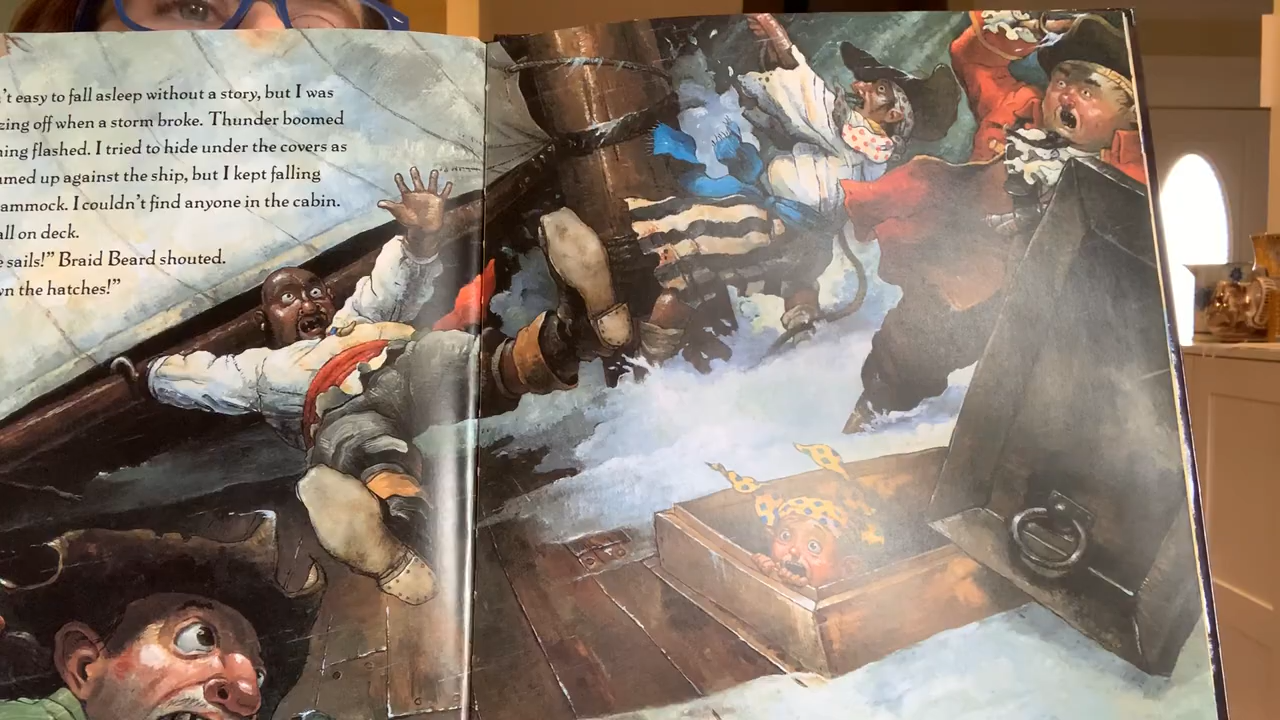 't easy to fall asleep without a story, but I was
zing off when a storm broke. Thunder boomed
ning flashed. I tried to hide under the covers as
med up against the ship, but I kept falling
ammock. I couldn't find anyone in the cabin.
all on deck.
e sails!" Braid Beard shouted.
wn the hatches!"